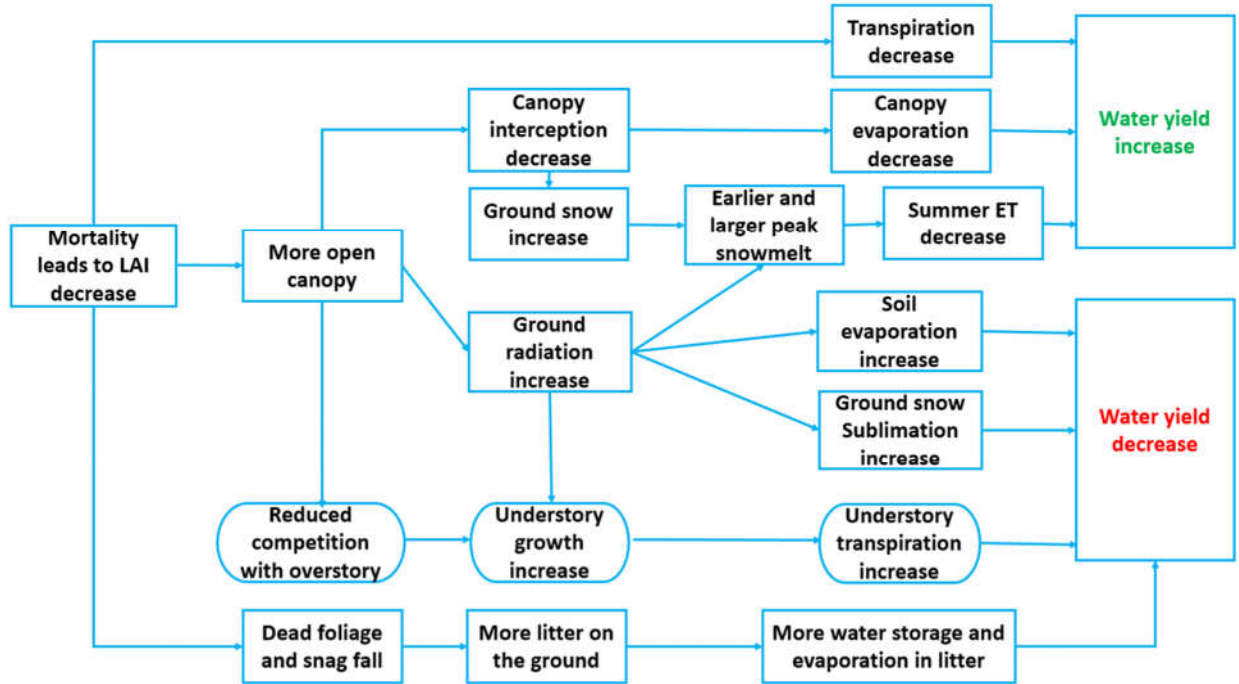 Transpiration
decrease
Canopy
interception
decrease
Canopy
evaporation
decrease
Water yield
increase
Ground snow
increase
Earlier and
larger peak
snowmelt
Summer ET
decrease
Mortality
leads to LAI
decrease
More open
canopy
Ground
radiation
increase
Soil
evaporation
increase
Ground snow
Sublimation
increase
Water yield
decrease
Reduced
competition
with overstory
Understory
growth
increase
Understory
transpiration
increase
Dead foliage
and snag fall
More litter on
the ground
More water storage and
evaporation in litter